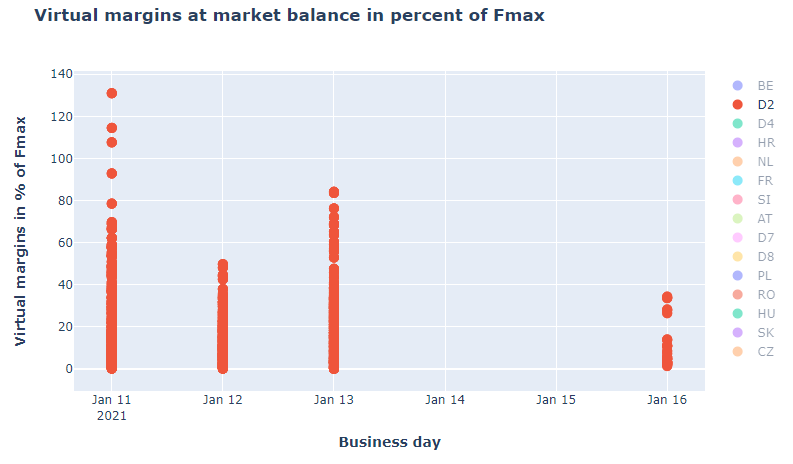 Virtual margins at market balance in percent of Fmax
Virtual margins in % of Fmax
140
120
100
80
60
40
20
0
Jan 11
2021
Jan 12
Jan 13
Jan 14
Jan 15
Jan 16
Business day
BE
D2
D4
HR
NL
FR
SI
AT
D7
D8
PL
RO
HU
SK
CZ